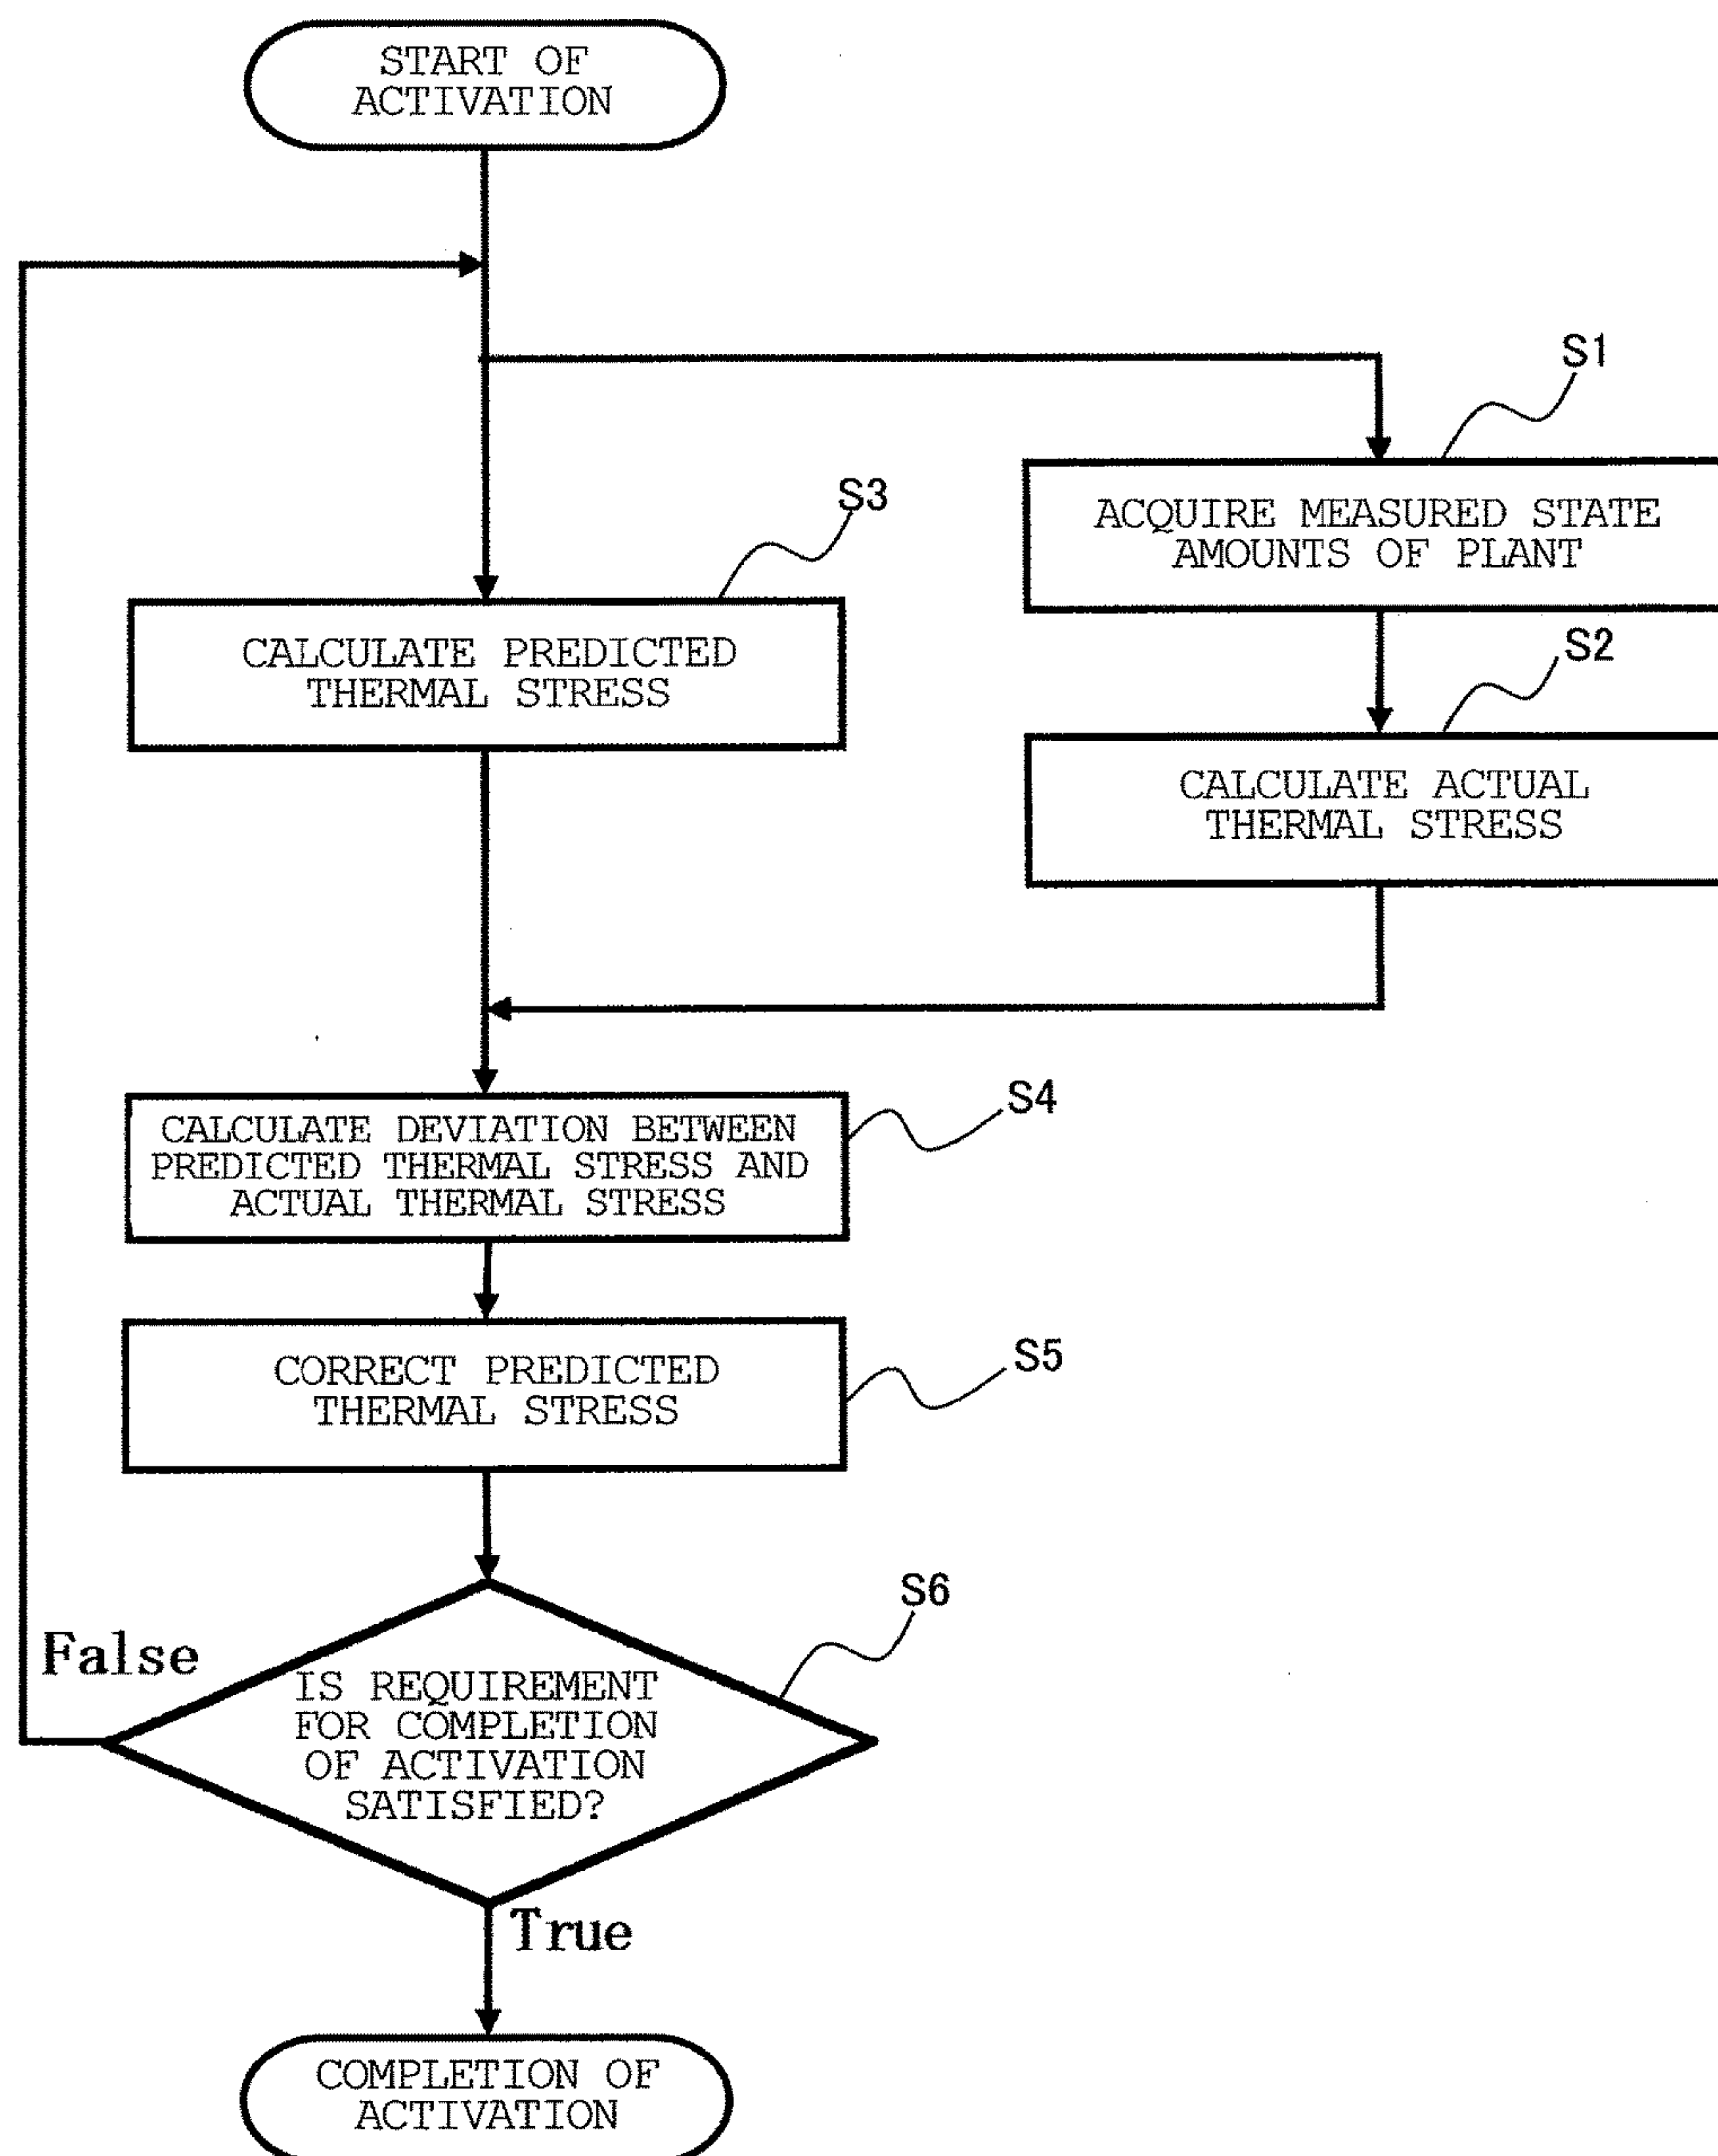 START OF
ACTIVATION
S1
ACQUIRE MEASURED STATE
AMOUNTS OF PLANT
S3
CALCULATE PREDICTED
THERMAL STRESS
S2
CALCULATE ACTUAL
THERMAL STRESS
S4
CALCULATE DEVIATION BETWEEN
PREDICTED THERMAL STRESS AND
ACTUAL THERMAL STRESS
S5
CORRECT PREDICTED
THERMAL STRESS
S6
False
IS REQUIREMENT
FOR COMPLETION
OF ACTIVATION
SATISFIED?
True
COMPLETION OF
ACTIVATION